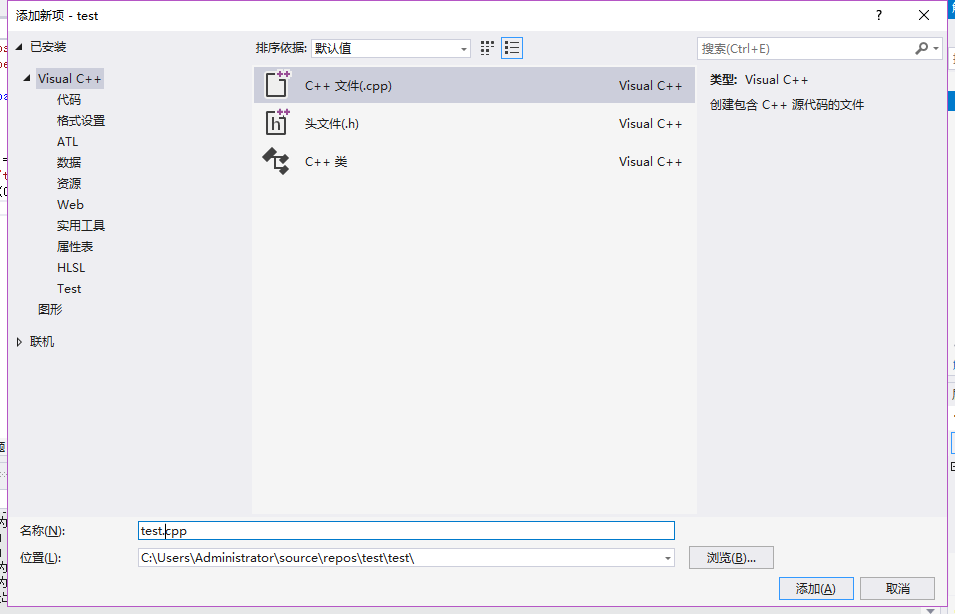 添加新项 - test
?
已安装
Visual C++
代码
格式设置
ATL
数据
资源
Web
实用工具
属性表
HLSL
Test
图形
联机
排序依据: 默认值
C++ 文件(.cpp) Visual C++
头文件(.h) Visual C++
C++ 类 Visual C++
搜索(Ctrl+E)
类型: Visual C++
创建包含 C++ 源代码的文件
名称(N): test.cpp
位置(L): C:\Users\Administrator\source\repos\test\test\
浏览(B)...
添加(A) 取消